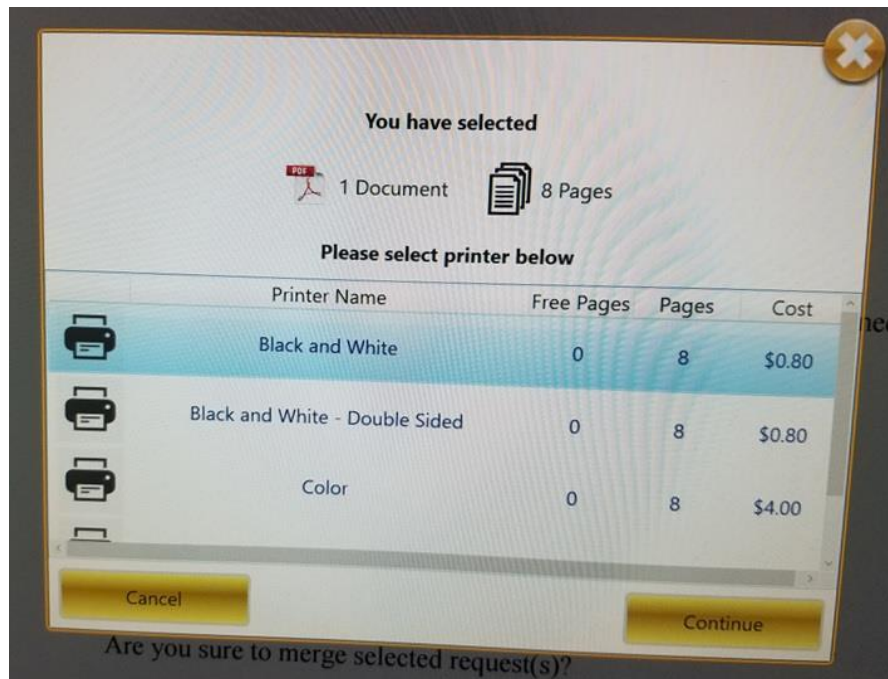 You have selected
PDF 1 Document 8 Pages
Please select printer below
Printer Name Free Pages Pages Cost
Black and White 0 8 $0.80
Black and White - Double Sided 0 8 $0.80
Color 0 8 $4.00
Cancel Continue
Are you sure to merge selected request(s)?